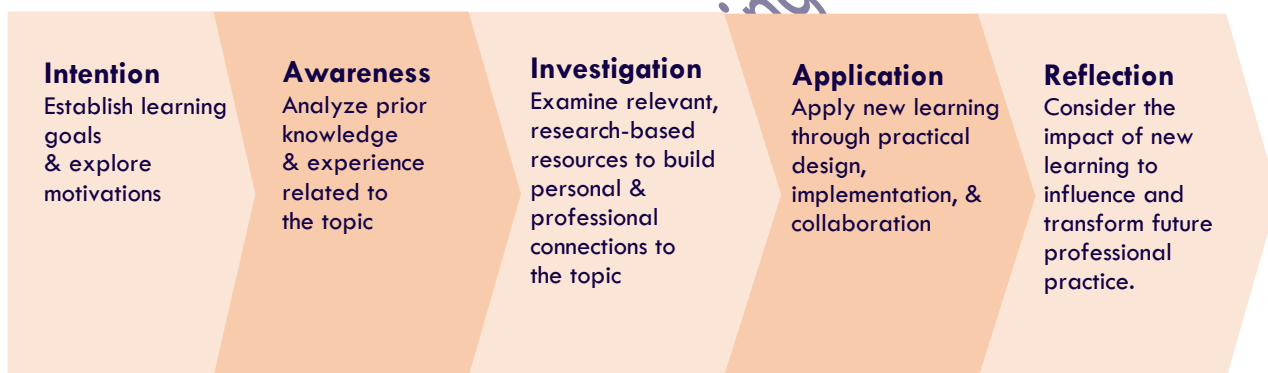 ing
Intention
Establish learning
goals
& explore
motivations
Awareness
Analyze prior
knowledge
& experience
related to
the topic
Investigation
Examine relevant,
research-based
resources to build
personal &
professional
connections to
the topic
Application
Apply new learning
through practical
design,
implementation, &
collaboration
Reflection
Consider the
impact of new
learning to
influence and
transform future
professional
practice.